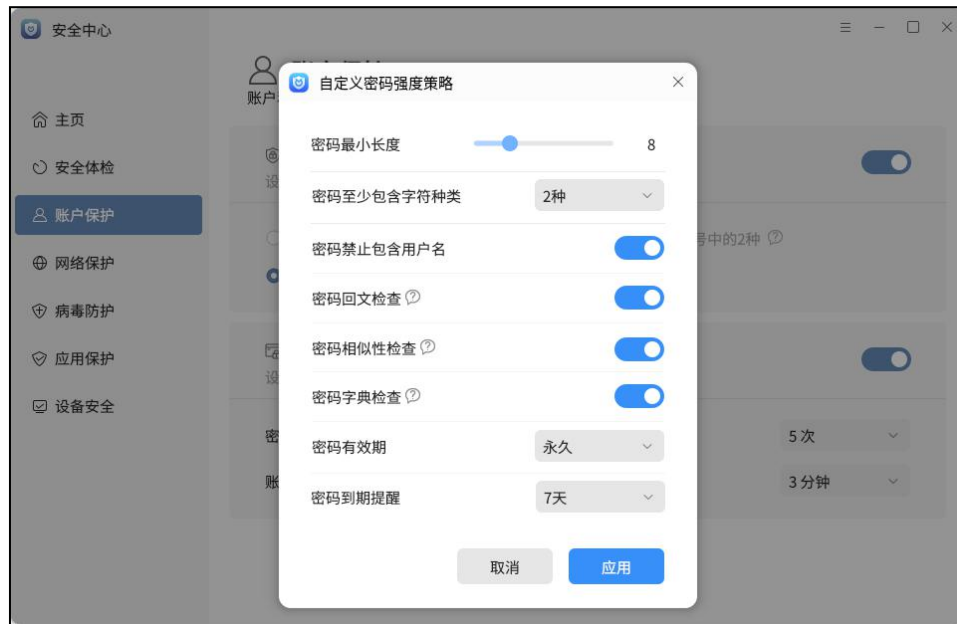 安全中心
账户
主页
安全体检
账户保护
网络保护
病毒防护
应用保护
设备安全
设
号中的2种
设
密
5次
账
3分钟
自定义密码强度策略
密码最小长度 8
密码至少包含字符种类 2种
密码禁止包含用户名
密码回文检查
密码相似性检查
密码字典检查
密码有效期 永久
密码到期提醒 7天
取消 应用